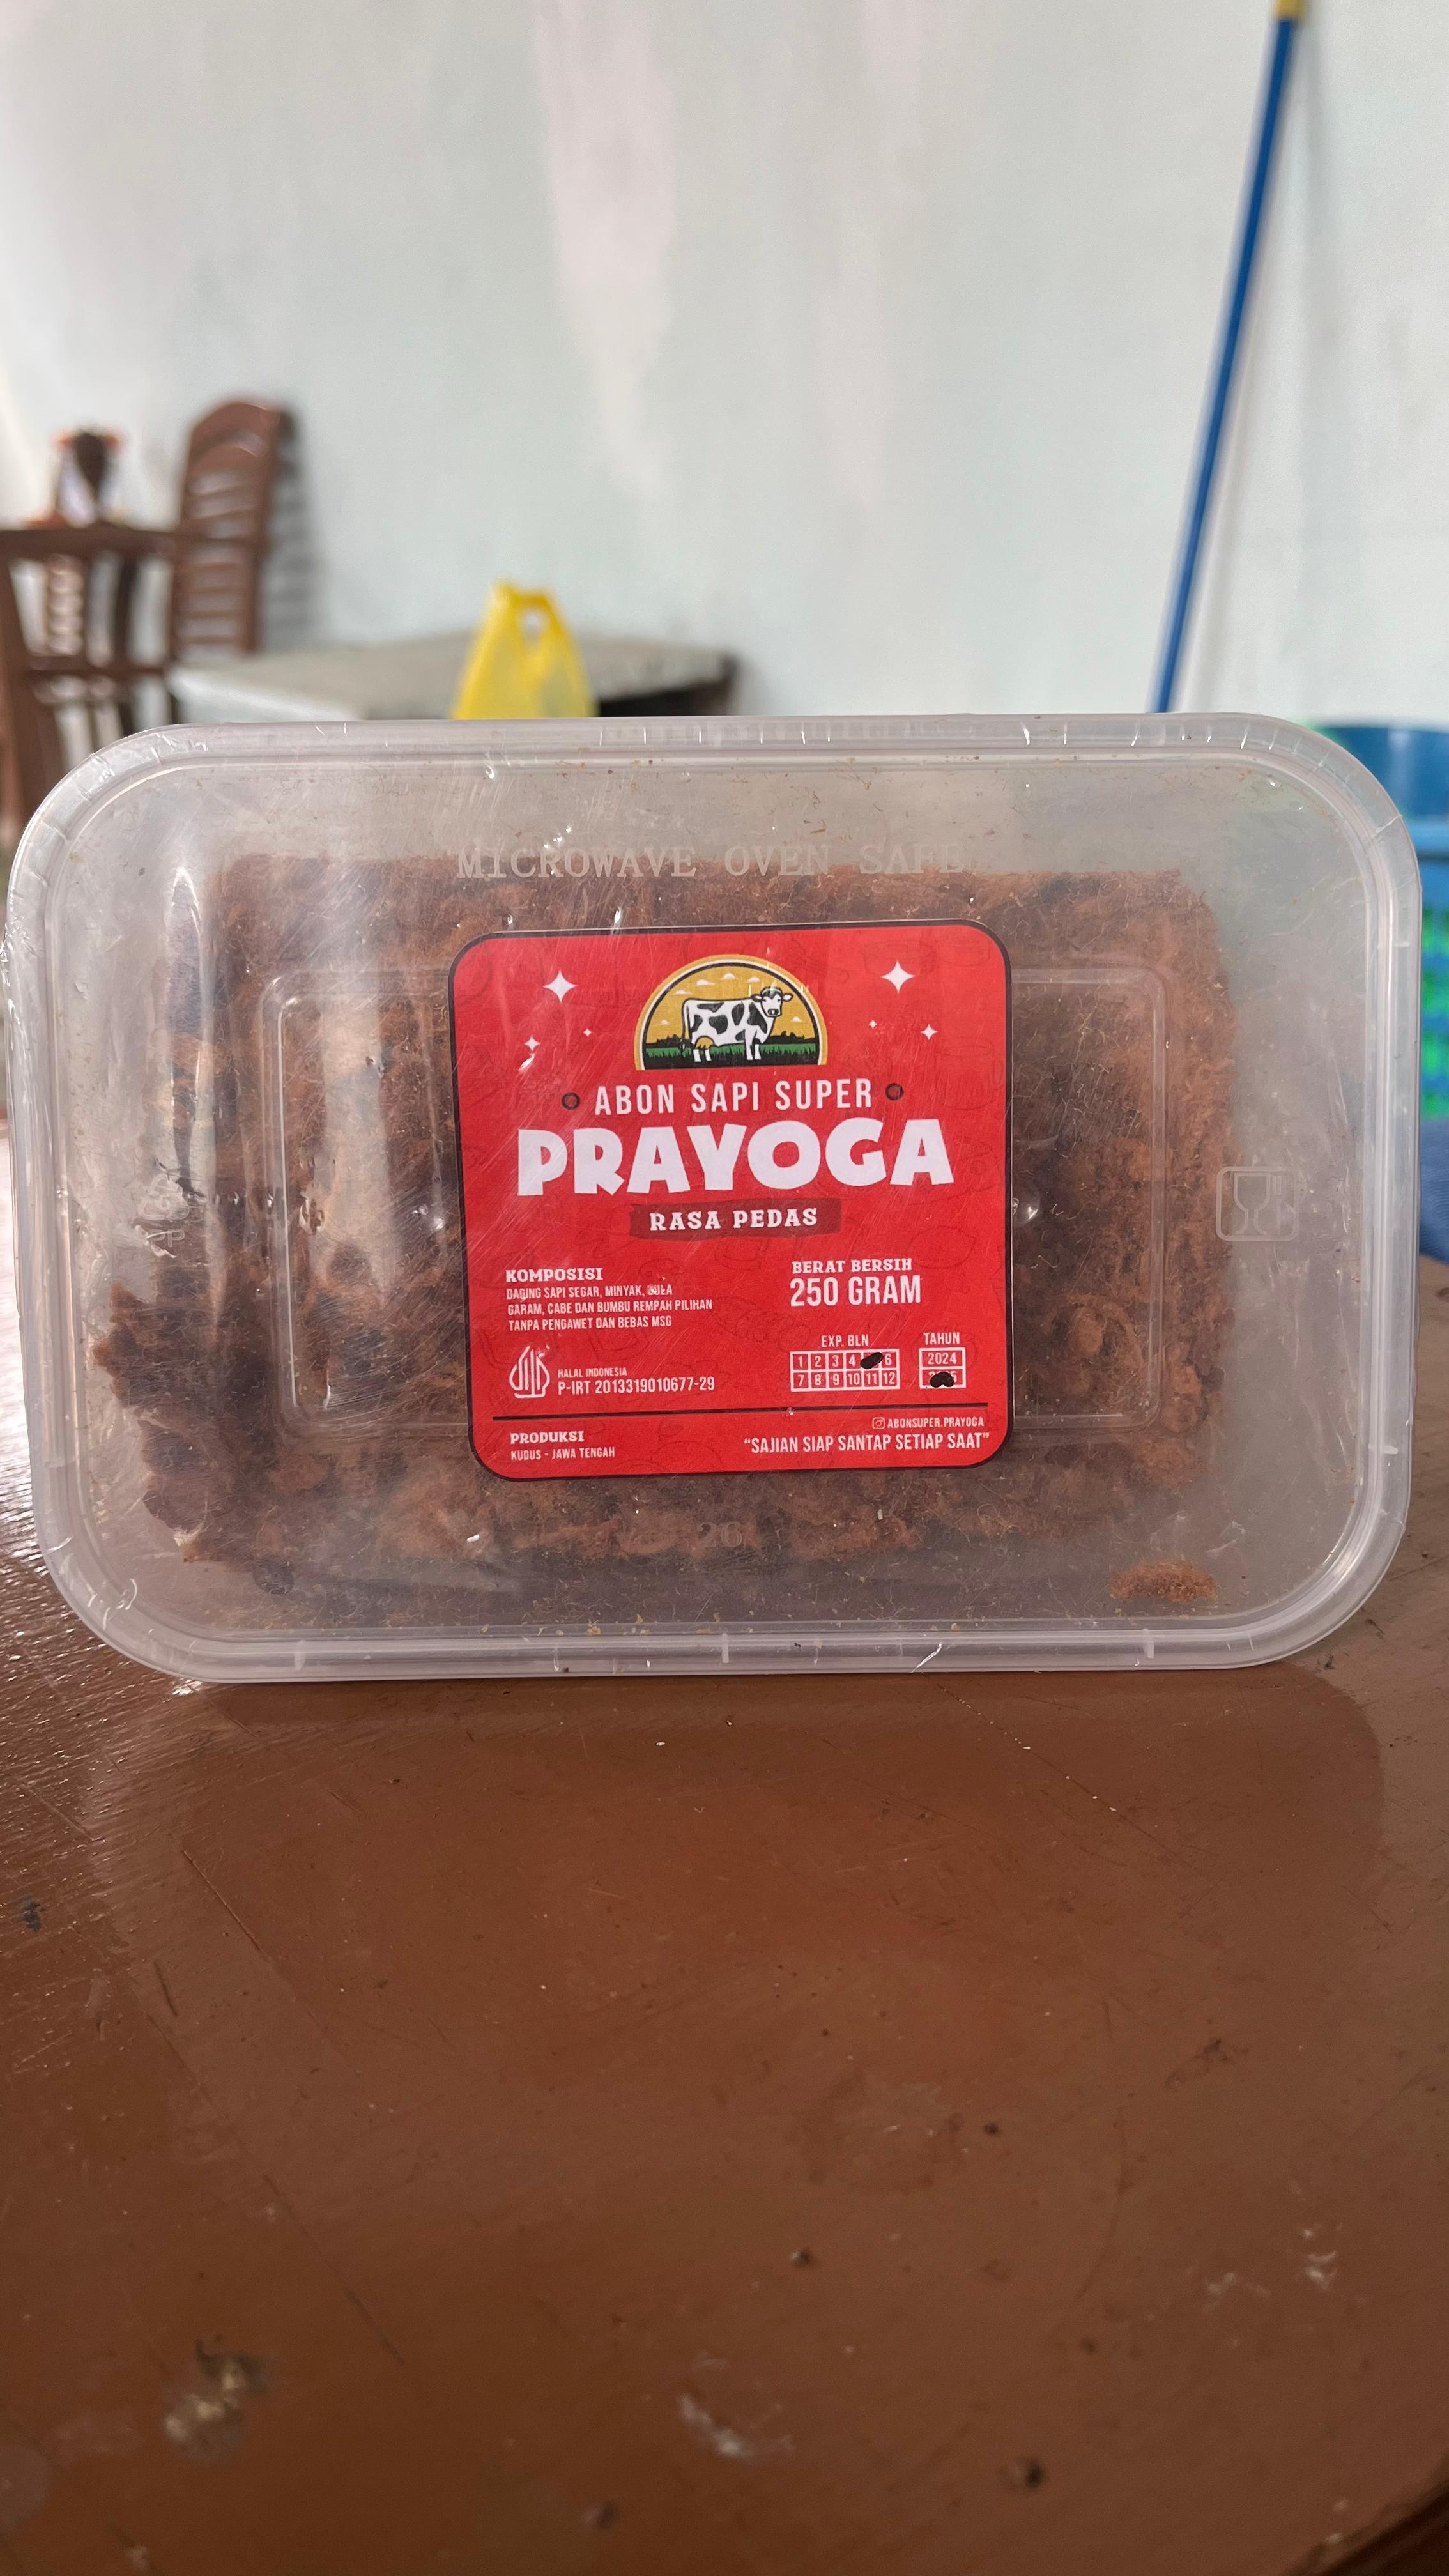 MICROWAVE OVEN SAFE
ABON SAPI SUPER
PRAYOGA
RASA PEDAS
KOMPOSISI
DAGING SAPI SEGAR, MINYAK, GULA
GARAM, CABE DAN BUMBU REMPAH PILIHAN
TANPA PENGAWET DAN BEBAS MSG
HALAL INDONESIA
P-IRT 2013319010677-29
BERAT BERSIH
250 GRAM
EXP. BLN
1 2 3 4 6
7 8 9 10 11 12
TAHUN
2024
PRODUKSI
KUDUS - JAWA TENGAH
ABONSUPER.PRAYOGA
“SAJIAN SIAP SANTAP SETIAP SAAT”